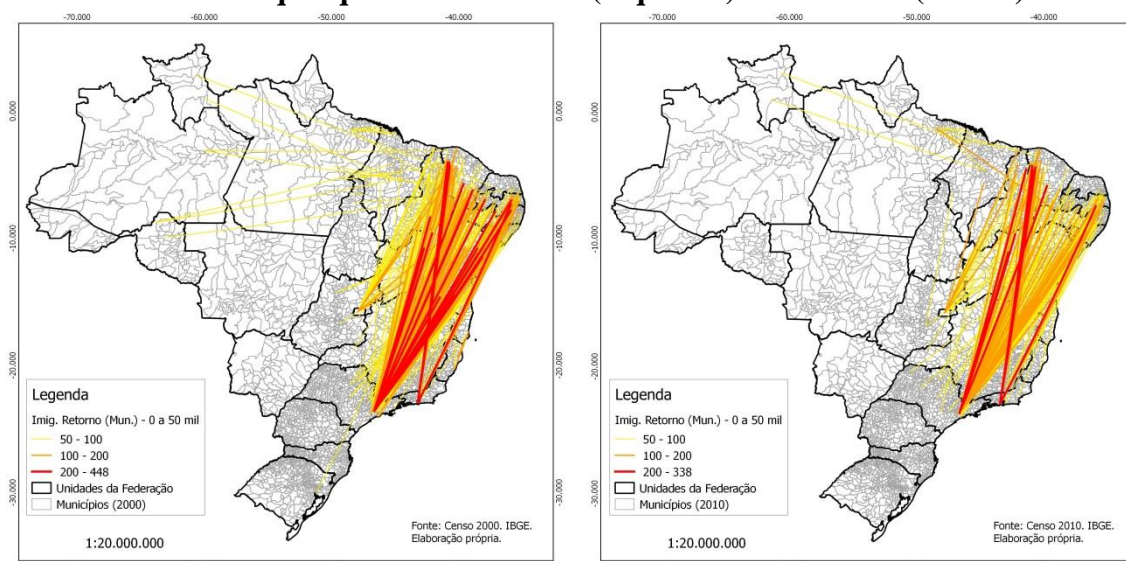 -70.000 -60.000 -50.000 -40.000
0.000
-10.000
-20.000
-30.000
Legenda
Imig. Retorno (Mun.) - 0 a 50 mil
50 - 100
100 - 200
200 - 448
Unidades da Federação
Municípios (2000)
1:20.000.000
Fonte: Censo 2000. IBGE.
Elaboração própria.
-70.000 -60.000 -50.000 -40.000
0.000
-10.000
-20.000
-30.000
Legenda
Imig. Retorno (Mun.) - 0 a 50 mil
50 - 100
100 - 200
200 - 338
Unidades da Federação
Municípios (2010)
1:20.000.000
Fonte: Censo 2010. IBGE.
Elaboração própria.